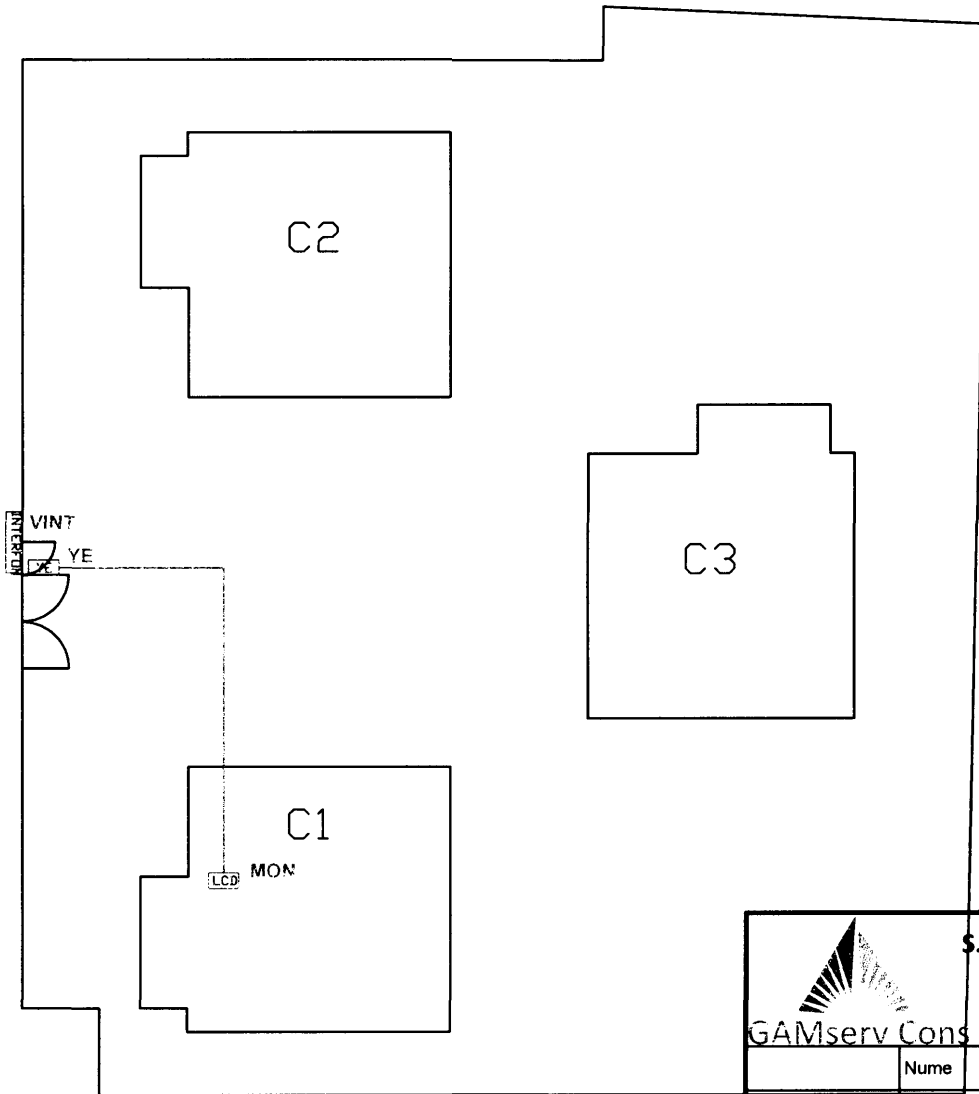 C2
INTERFON
VINT
YE
YE
C3
C1
LCD
MON
S.
GAMserv Cons
Nume